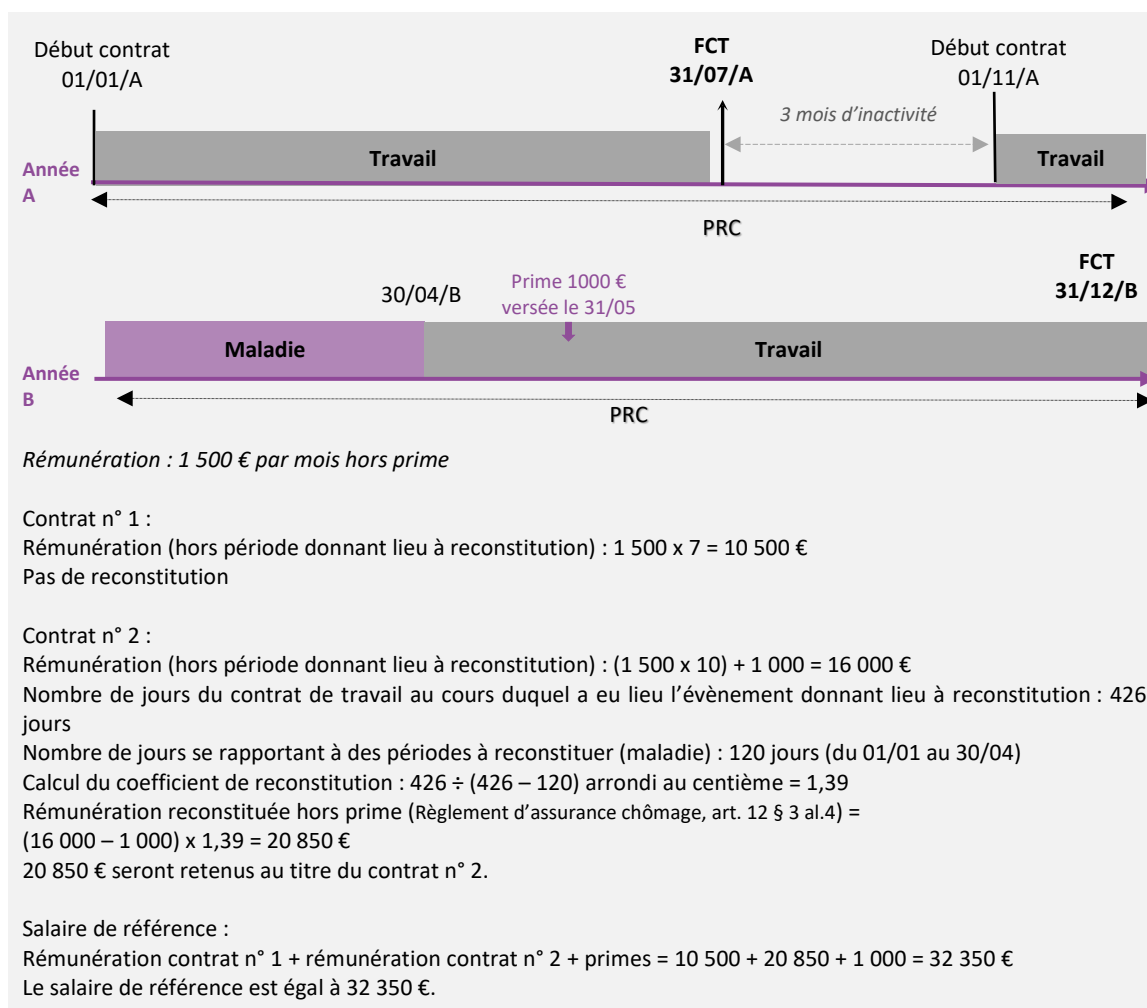 Début contrat
01/01/A
FCT
31/07/A
Début contrat
01/11/A
3 mois d’inactivité
Travail
Travail
Année
A
PRC
30/04/B
Prime 1000 €
versée le 31/05
FCT
31/12/B
Maladie
Travail
Année
B
PRC
Rémunération : 1 500 € par mois hors prime
Contrat n° 1 :
Rémunération (hors période donnant lieu à reconstitution) : 1 500 x 7 = 10 500 €
Pas de reconstitution
Contrat n° 2 :
Rémunération (hors période donnant lieu à reconstitution) : (1 500 x 10) + 1 000 = 16 000 €
Nombre de jours du contrat de travail au cours duquel a eu lieu l’évènement donnant lieu à reconstitution : 426
jours
Nombre de jours se rapportant à des périodes à reconstituer (maladie) : 120 jours (du 01/01 au 30/04)
Calcul du coefficient de reconstitution : 426 ÷ (426 – 120) arrondi au centième = 1,39
Rémunération reconstituée hors prime (Règlement d’assurance chômage, art. 12 § 3 al.4) =
(16 000 – 1 000) x 1,39 = 20 850 €
20 850 € seront retenus au titre du contrat n° 2.
Salaire de référence :
Rémunération contrat n° 1 + rémunération contrat n° 2 + primes = 10 500 + 20 850 + 1 000 = 32 350 €
Le salaire de référence est égal à 32 350 €.